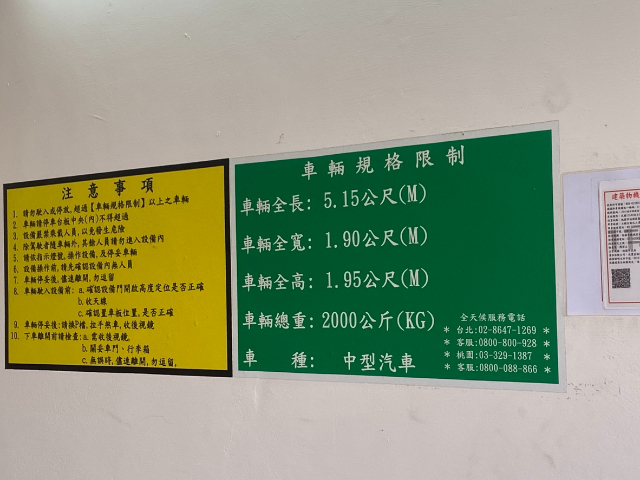 注意事項
1. 請勿駛入或停放,超過【車輛規格限制】以上之車輛
2. 車輛請停車台板中央(內)不得超過
3. 設備嚴禁乘載人員,以免發生危險
4. 除駕駛者隨車輛外,其餘人員請勿進入設備內
5. 請依指示燈號,操作設備,及停妥車輛
6. 設備操作前,請先確認設備內無人員
7. 車輛停妥後,儘速離開,勿逗留
8. 車輛駛入設備前: a.確認設備門開啟高度定位是否正確
b.收天線
c.確認置車板位置,是否正確
9. 車輛停妥後:請換P檔,拉手煞車,收後視鏡
10. 下車離開前請檢查:a.需收後視鏡
b.關妥車門、行李箱
c.無誤時,儘速離開,勿逗留,
車輛規格限制
車輛全長: 5.15公尺(M)
車輛全寬: 1.90公尺(M)
車輛全高: 1.95公尺(M)
車輛總重: 2000公斤(KG)
車 種: 中型汽車
全天候服務電話
* 台北:02-8647-1269 *
* 客服:0800-800-928 *
* 桃園:03-329-1387 *
* 客服:0800-088-866 *
建築物機